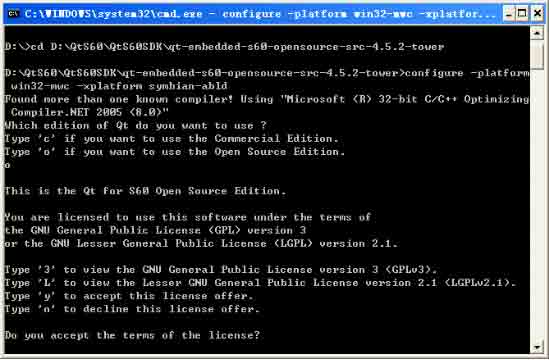 C:\WINDOWS\system32\cmd.exe - configure -platform win32-mwc -xplatfor...
D:\>cd D:\QtS60\QtS60SDK\qt-embedded-s60-opensource-src-4.5.2-tower
D:\QtS60\QtS60SDK\qt-embedded-s60-opensource-src-4.5.2-tower>configure -platform
 win32-mwc -xplatform symbian-abld
Found more than one known compiler! Using "Microsoft (R) 32-bit C/C++ Optimizing
 Compiler.NET 2005 (8.0)"
Which edition of Qt do you want to use ?
Type 'c' if you want to use the Commercial Edition.
Type 'o' if you want to use the Open Source Edition.
o
This is the Qt for S60 Open Source Edition.
You are licensed to use this software under the terms of
the GNU General Public License (GPL) version 3
or the GNU Lesser General Public License (LGPL) version 2.1.
Type '3' to view the GNU General Public License version 3 (GPLv3).
Type 'L' to view the Lesser GNU General Public License version 2.1 (LGPLv2.1).
Type 'y' to accept this license offer.
Type 'n' to decline this license offer.
Do you accept the terms of the license?